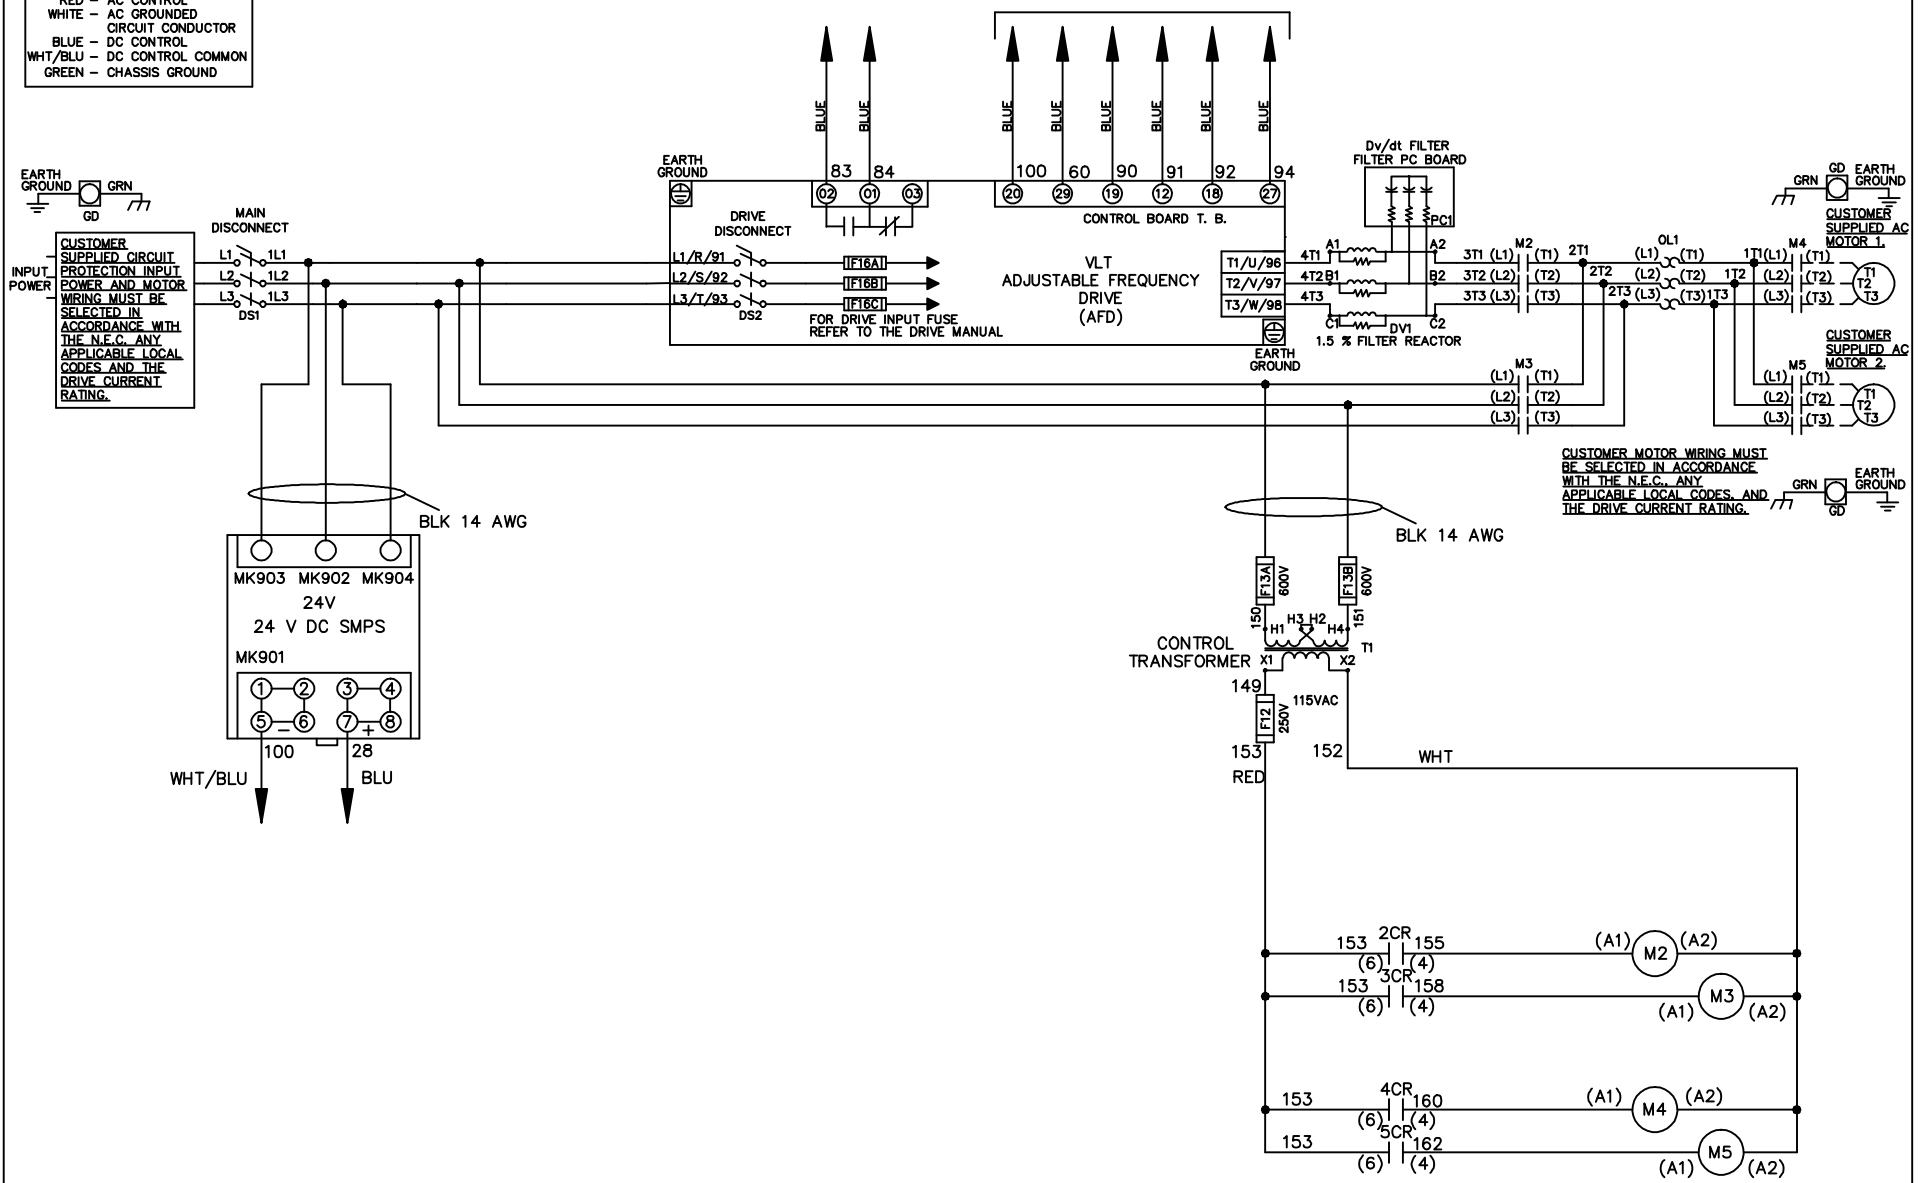 RED – AC CONTROL
WHITE – AC GROUNDED
CIRCUIT CONDUCTOR
BLUE – DC CONTROL
WHT/BLU – DC CONTROL COMMON
GREEN – CHASSIS GROUND
BLUE
BLUE
BLUE
BLUE
BLUE
BLUE
BLUE
BLUE
83
84
100
60
90
91
92
94
02
01
03
20
29
19
12
18
27
CONTROL BOARD T. B.
EARTH
GROUND
GRN
GD
EARTH
GROUND
Dv/dt FILTER
FILTER PC BOARD
PC1
GD
GRN
EARTH
GROUND
INPUT
POWER
CUSTOMER
SUPPLIED CIRCUIT
PROTECTION INPUT
POWER AND MOTOR
WIRING MUST BE
SELECTED IN
ACCORDANCE WITH
THE N.E.C. ANY
APPLICABLE LOCAL
CODES AND THE
DRIVE CURRENT
RATING.
MAIN
DISCONNECT
L1
1L1
L2
1L2
L3
1L3
DS1
DRIVE
DISCONNECT
L1/R/91
L2/S/92
L3/T/93
DS2
F16A
F16B
F16C
FOR DRIVE INPUT FUSE
REFER TO THE DRIVE MANUAL
VLT
ADJUSTABLE FREQUENCY
DRIVE
(AFD)
T1/U/96
T2/V/97
T3/W/98
EARTH
GROUND
4T1
A1
A2
4T2
B1
B2
4T3
C1
C2
DV1
1.5 % FILTER REACTOR
M2
3T1 (L1) (T1)
3T2 (L2) (T2)
3T3 (L3) (T3)
2T1
2T2
2T3
OL1
(L1) (T1)
(L2) (T2)
(L3) (T3)
1T1
1T2
1T3
M4
(L1) (T1)
(L2) (T2)
(L3) (T3)
T1
T2
T3
CUSTOMER
SUPPLIED AC
MOTOR 1.
CUSTOMER
SUPPLIED AC
MOTOR 2.
M3
(L1) (T1)
(L2) (T2)
(L3) (T3)
M5
(L1) (T1)
(L2) (T2)
(L3) (T3)
T1
T2
T3
CUSTOMER MOTOR WIRING MUST
BE SELECTED IN ACCORDANCE
WITH THE N.E.C., ANY
APPLICABLE LOCAL CODES, AND
THE DRIVE CURRENT RATING.
GRN
GD
EARTH
GROUND
BLK 14 AWG
BLK 14 AWG
MK903 MK902 MK904
24V
24 V DC SMPS
MK901
1
2
3
4
5
6
7
8
–
+
100
28
WHT/BLU
BLU
F13A
600V
F13B
600V
150
151
H1
H3
H2
H4
T1
CONTROL
TRANSFORMER
X1
X2
149
115VAC
F12
250V
153
152
RED
WHT
2CR
153
155
(6)
(4)
(A1)
M2
(A2)
3CR
153
158
(6)
(4)
(A1)
M3
(A2)
4CR
153
160
(6)
(4)
(A1)
M4
(A2)
5CR
153
162
(6)
(4)
(A1)
M5
(A2)